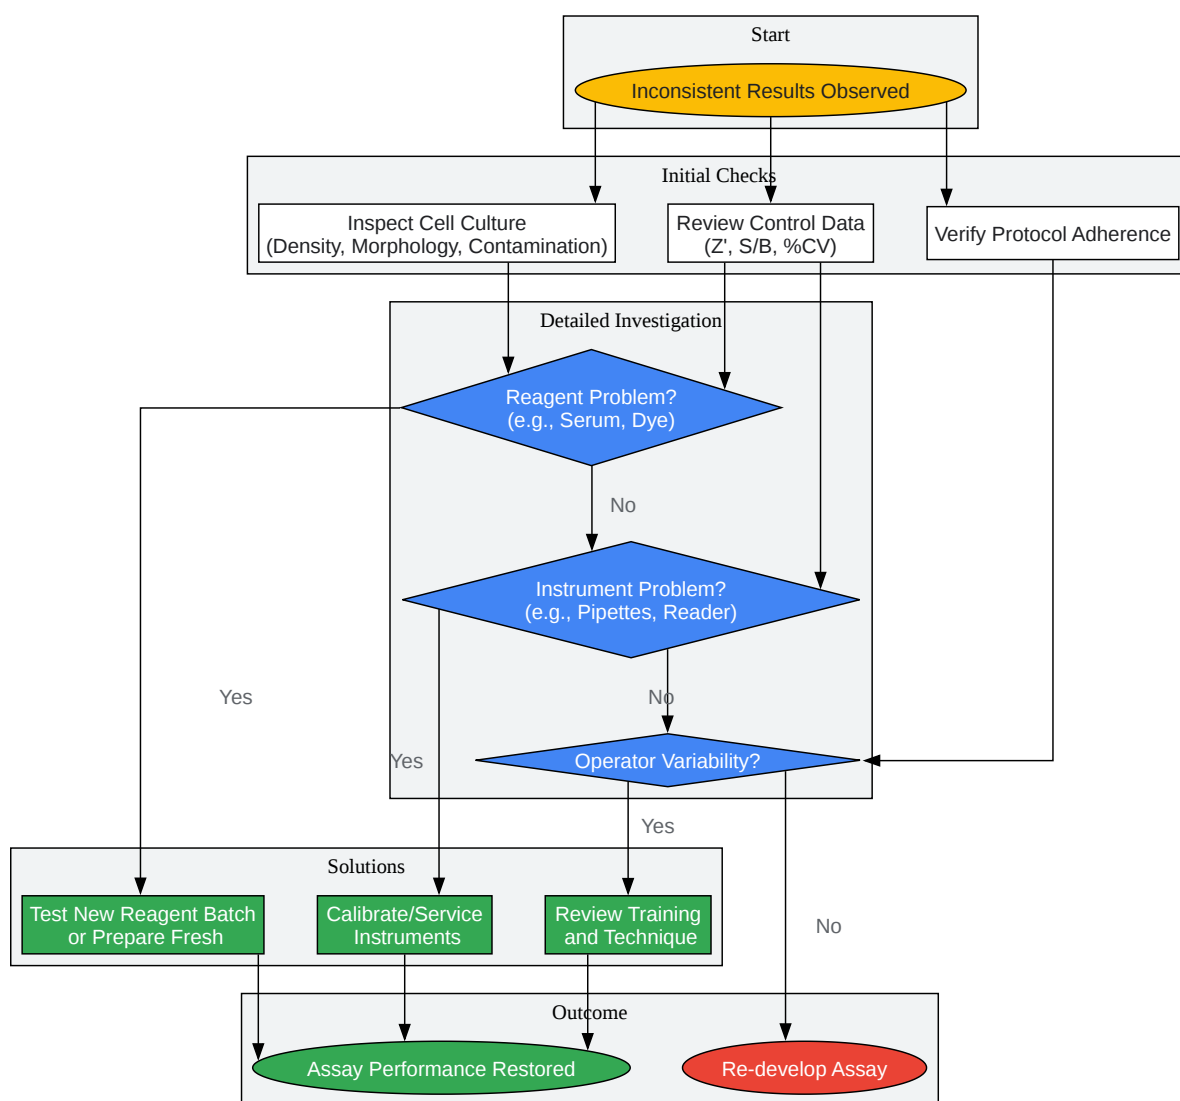 Start
Inconsistent Results Observed
Initial Checks
Inspect Cell Culture
(Density, Morphology, Contamination)
Review Control Data
(Z', S/B, %CV)
Verify Protocol Adherence
Detailed Investigation
Reagent Problem?
(e.g., Serum, Dye)
No
Instrument Problem?
(e.g., Pipettes, Reader)
Yes
No
Yes
Operator Variability?
Yes
Solutions
Test New Reagent Batch
or Prepare Fresh
Calibrate/Service
Instruments
Review Training
and Technique
No
Outcome
Assay Performance Restored
Re-develop Assay